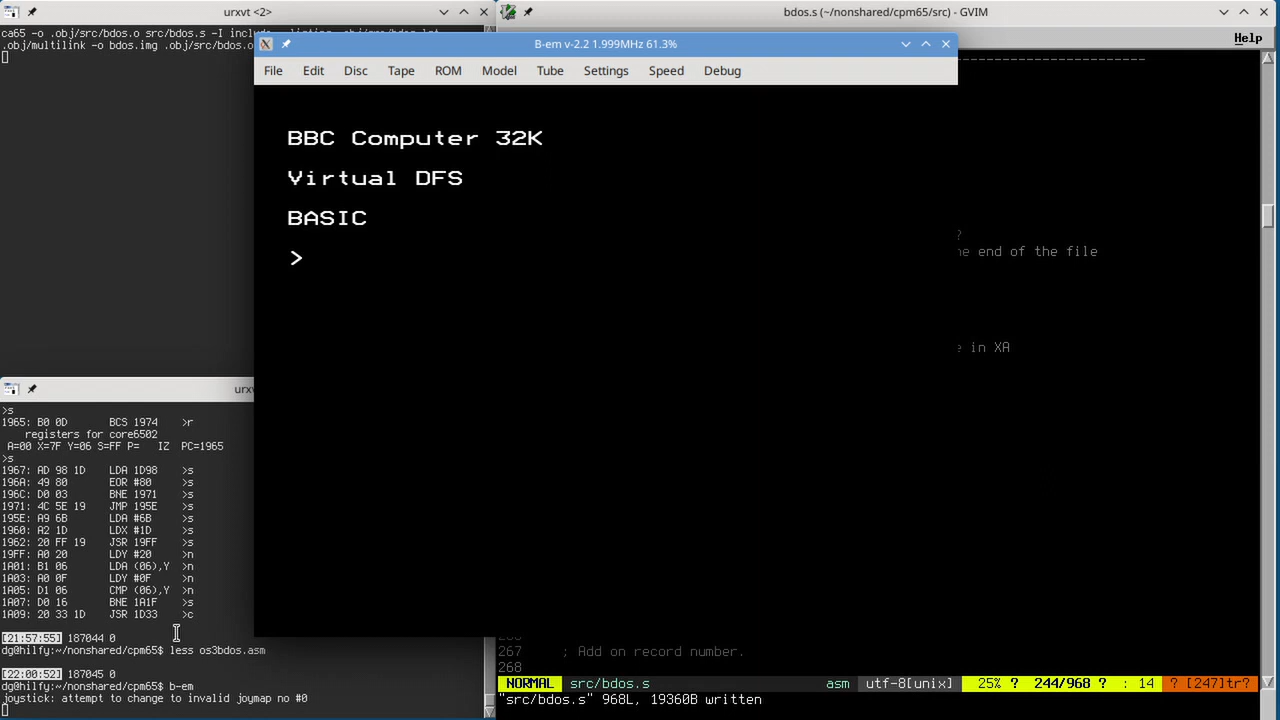 urxvt <2>
ca65 -o .obj/src/bdos.o src/bdos.s -I
.obj/multilink -o bdos.img .obj/src/bdos.o
bdos.s (~/nonshared/cpm65/src) - GVIM
Help
B-em v-2.2 1.999MHz 61.3%
File Edit Disc Tape ROM Model Tube Settings Speed Debug
BBC Computer 32K
Virtual DFS
BASIC
>
?
he end of the file
e in XA
267 ; Add on record number.
268
NORMAL src/bdos.s asm utf-8[unix] 25% ? 244/968 ? : 14 ? [247]tr?
"src/bdos.s" 968L, 19360B written
>s
1965: B0 0D BCS 1974 >r
registers for core6502
A=00 X=7F Y=06 S=FF P= IZ PC=1965
>s
1967: AD 98 1D LDA 1D98 >s
196A: 49 80 EOR #80 >s
196C: D0 03 BNE 1971 >s
1971: 4C 5E 19 JMP 195E >s
195E: A9 6B LDA #6B >s
1960: A2 1D LDX #1D >s
1962: 20 FF 19 JSR 19FF >s
19FF: A0 20 LDY #20 >n
1A01: B1 06 LDA (06),Y >n
1A03: A0 0F LDY #0F >n
1A05: D1 06 CMP (06),Y >n
1A07: D0 16 BNE 1A1F >s
1A09: 20 33 1D JSR 1D33 >c
[21:57:55] 187044 0
dg@hilfy:~/nonshared/cpm65$ less os3bdos.asm
[22:00:52] 187045 0
dg@hilfy:~/nonshared/cpm65$ b-em
joystick: attempt to change to invalid joymap no #0